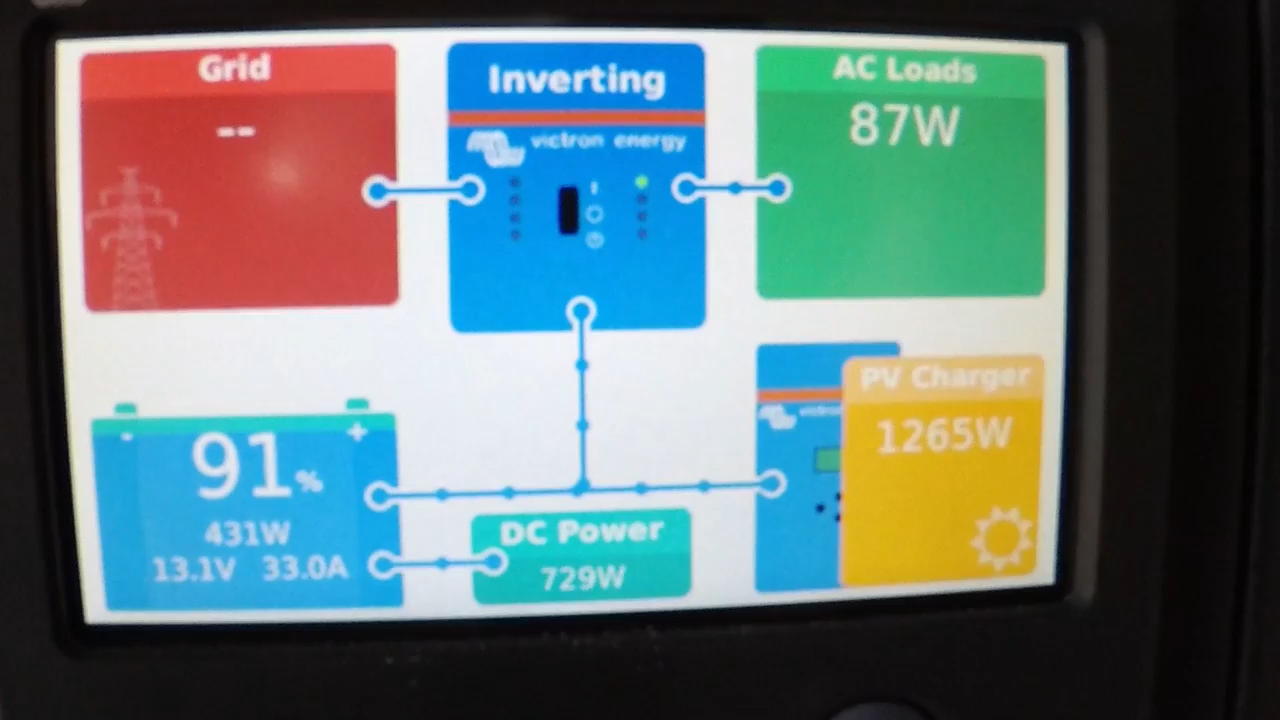 Grid
--
Inverting
victron energy
AC Loads
87W
- +
91%
431W
13.1V 33.0A
DC Power
729W
PV Charger
1265W